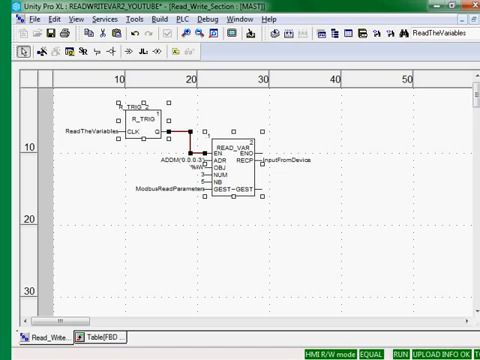 Unity Pro XL : READWRITEVAR2_YOUTUBE* - [Read_Write_Section : [MAST]]
File Edit View Services Tools Build PLC Debug Window Help
ReadTheVariables
10 20 30 40 50
R_TRIG_2
1
R_TRIG
ReadTheVariables CLK Q
2
READ_VAR
EN ENO
ADDM('0.0.0.3') ADR RECP InputFromDevice
'%MW' OBJ
3 NUM
5 NB
ModbusReadParameters GEST GEST
10
20
30
Read_Write... Table[FBD ...
HMI R/W mode EQUAL RUN UPLOAD INFO OK